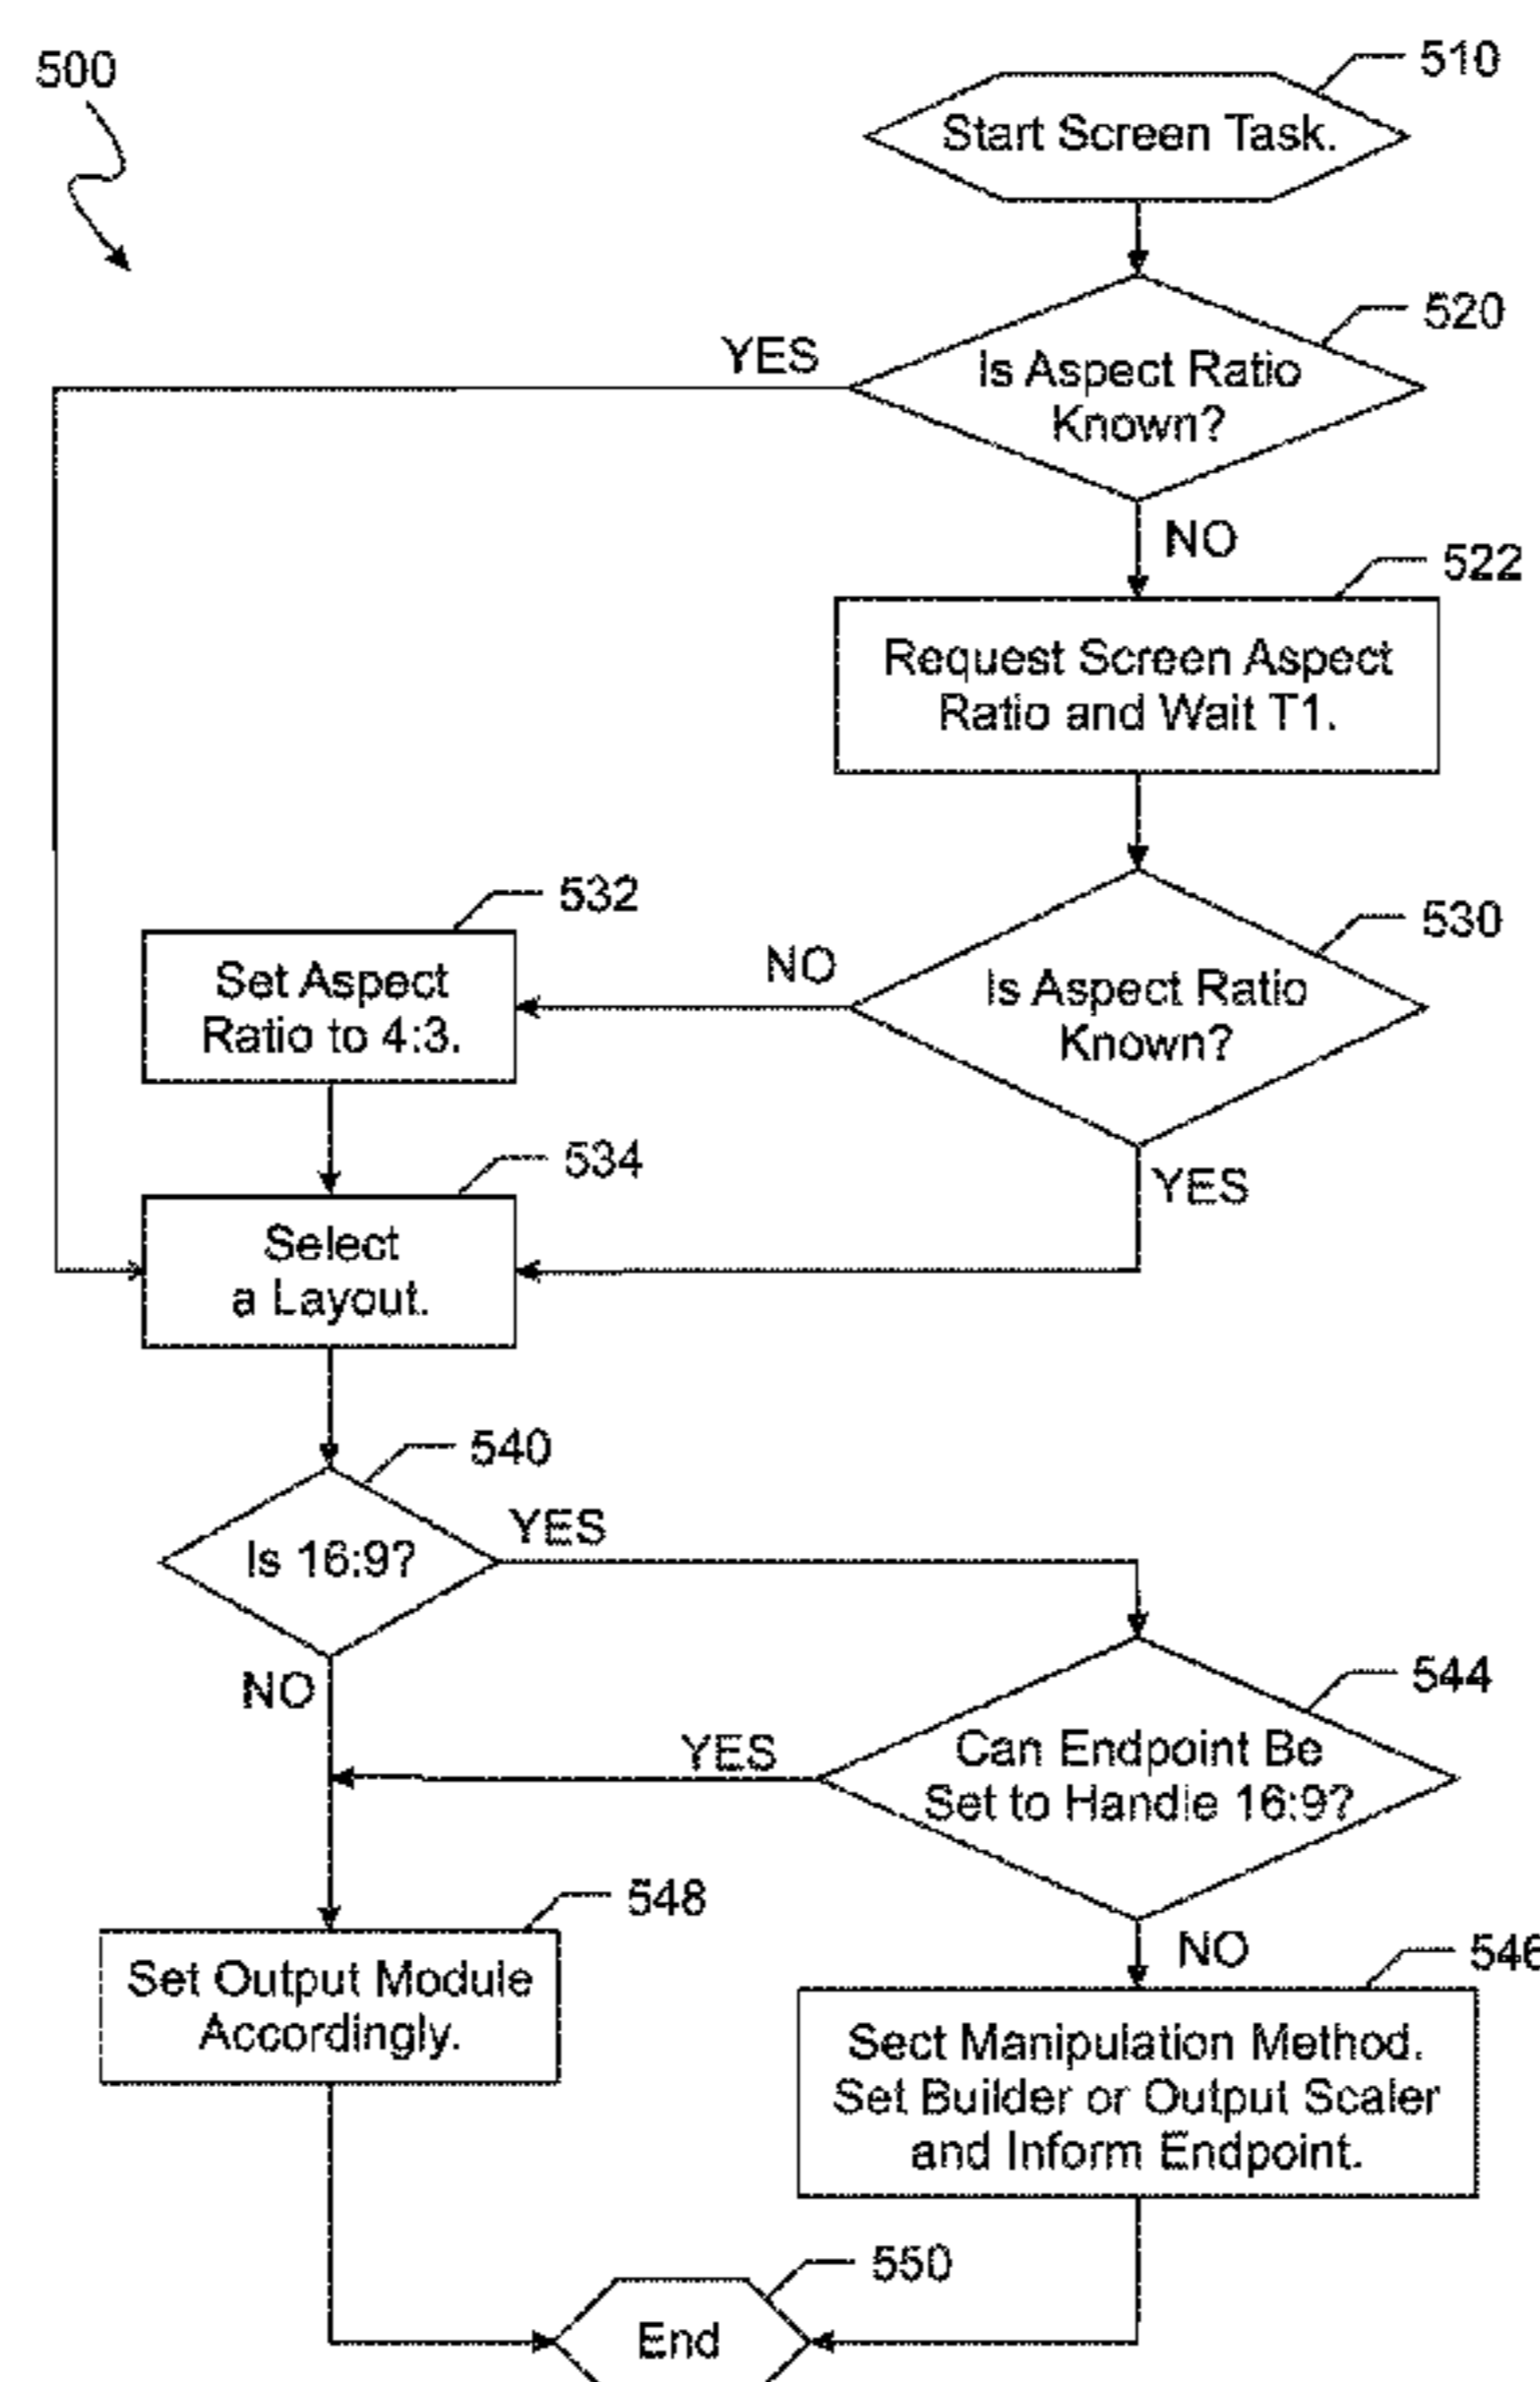 500
510
Start Screen Task.
520
YES
Is Aspect Ratio
Known?
NO
522
Request Screen Aspect
Ratio and Wait T1.
532
530
Set Aspect
Ratio to 4:3.
NO
Is Aspect Ratio
Known?
534
YES
Select
a Layout.
540
Is 16:9?
YES
NO
544
YES
Can Endpoint Be
Set to Handle 16:9?
548
NO
546
Set Output Module
Accordingly.
Sect Manipulation Method.
Set Builder or Output Scaler
and Inform Endpoint.
550
End